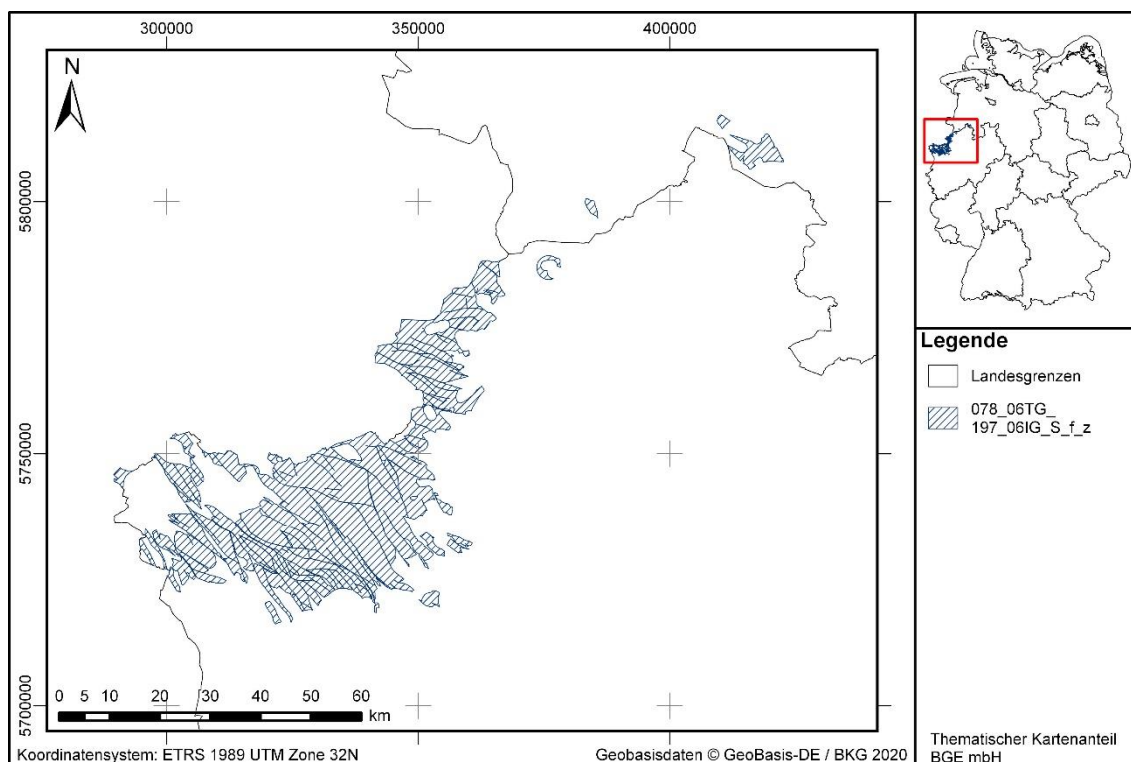 300000
350000
400000
N
5800000
5750000
5700000
0 5 10 20 30 40 50 60
km
Koordinatensystem: ETRS 1989 UTM Zone 32N
Geobasisdaten © GeoBasis-DE / BKG 2020
Legende
Landesgrenzen
078_06TG_
197_06IG_S_f_z
Thematischer Kartenanteil
BGE mbH